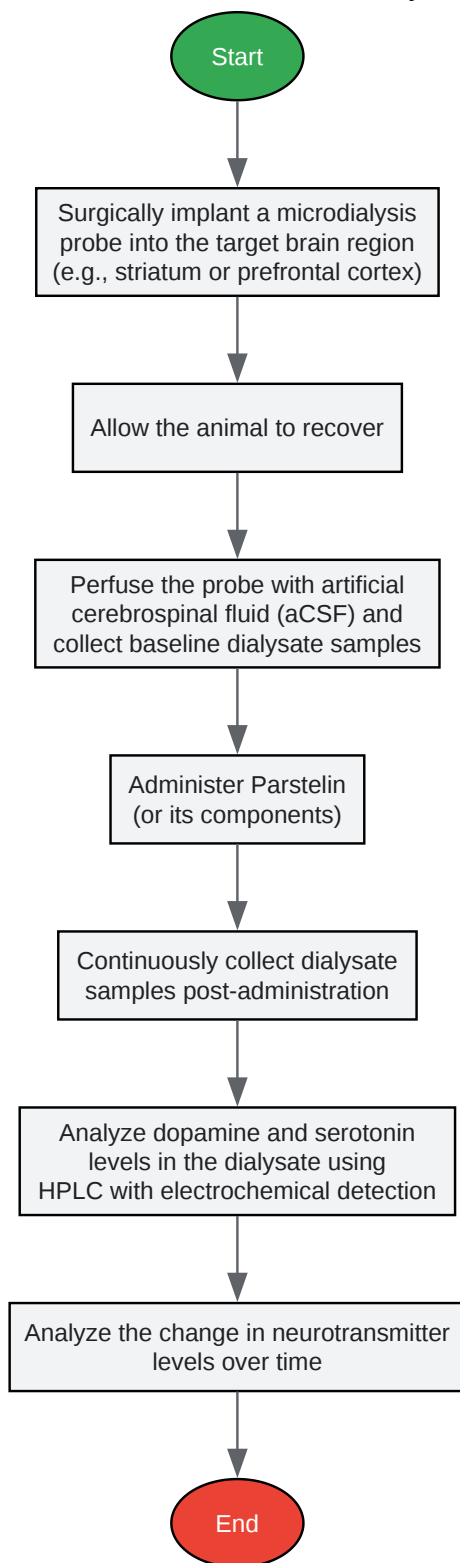 Start
Surgically implant a microdialysis
probe into the target brain region
(e.g., striatum or prefrontal cortex)
Allow the animal to recover
Perfuse the probe with artificial
cerebrospinal fluid (aCSF) and
collect baseline dialysate samples
Administer Parstelin
(or its components)
Continuously collect dialysate
samples post-administration
Analyze dopamine and serotonin
levels in the dialysate using
HPLC with electrochemical detection
Analyze the change in neurotransmitter
levels over time
End